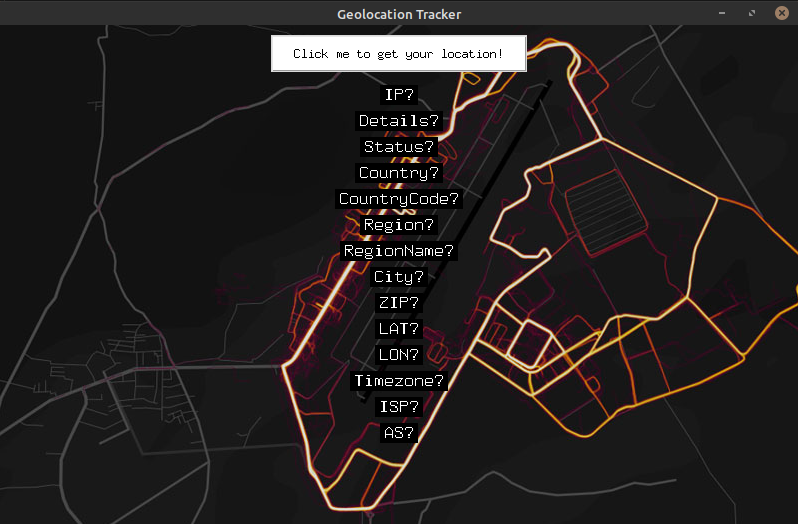 Geolocation Tracker
Click me to get your location!
IP?
Details?
Status?
Country?
CountryCode?
Region?
RegionName?
City?
ZIP?
LAT?
LON?
Timezone?
ISP?
AS?